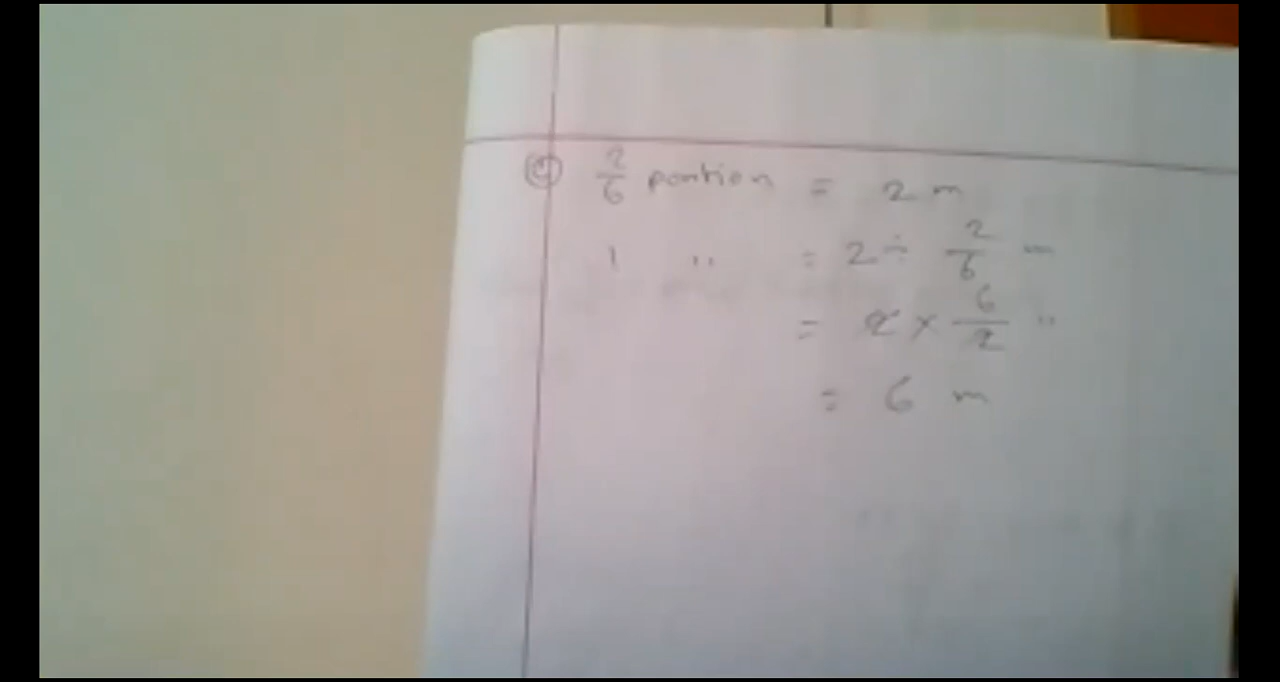 c 2/6 portion = 2 m
1 " = 2 ÷ 2/6 m
= 2 × 6/2 "
= 6 m